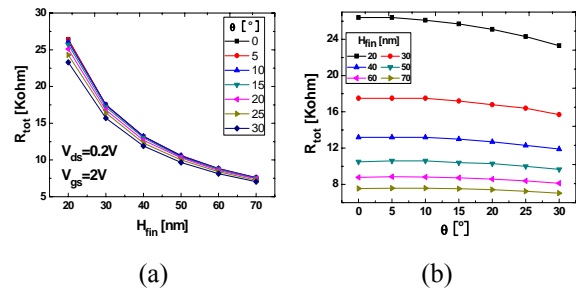 θ [°]
0
5
10
15
20
25
30
R_tot [Kohm]
30
25
20
15
10
5
V_ds=0.2V
V_gs=2V
20 30 40 50 60 70
H_fin [nm]
(a)
H_fin [nm]
20 30
40 50
60 70
R_tot [Kohm]
24
20
16
12
8
0 5 10 15 20 25 30
θ [°]
(b)